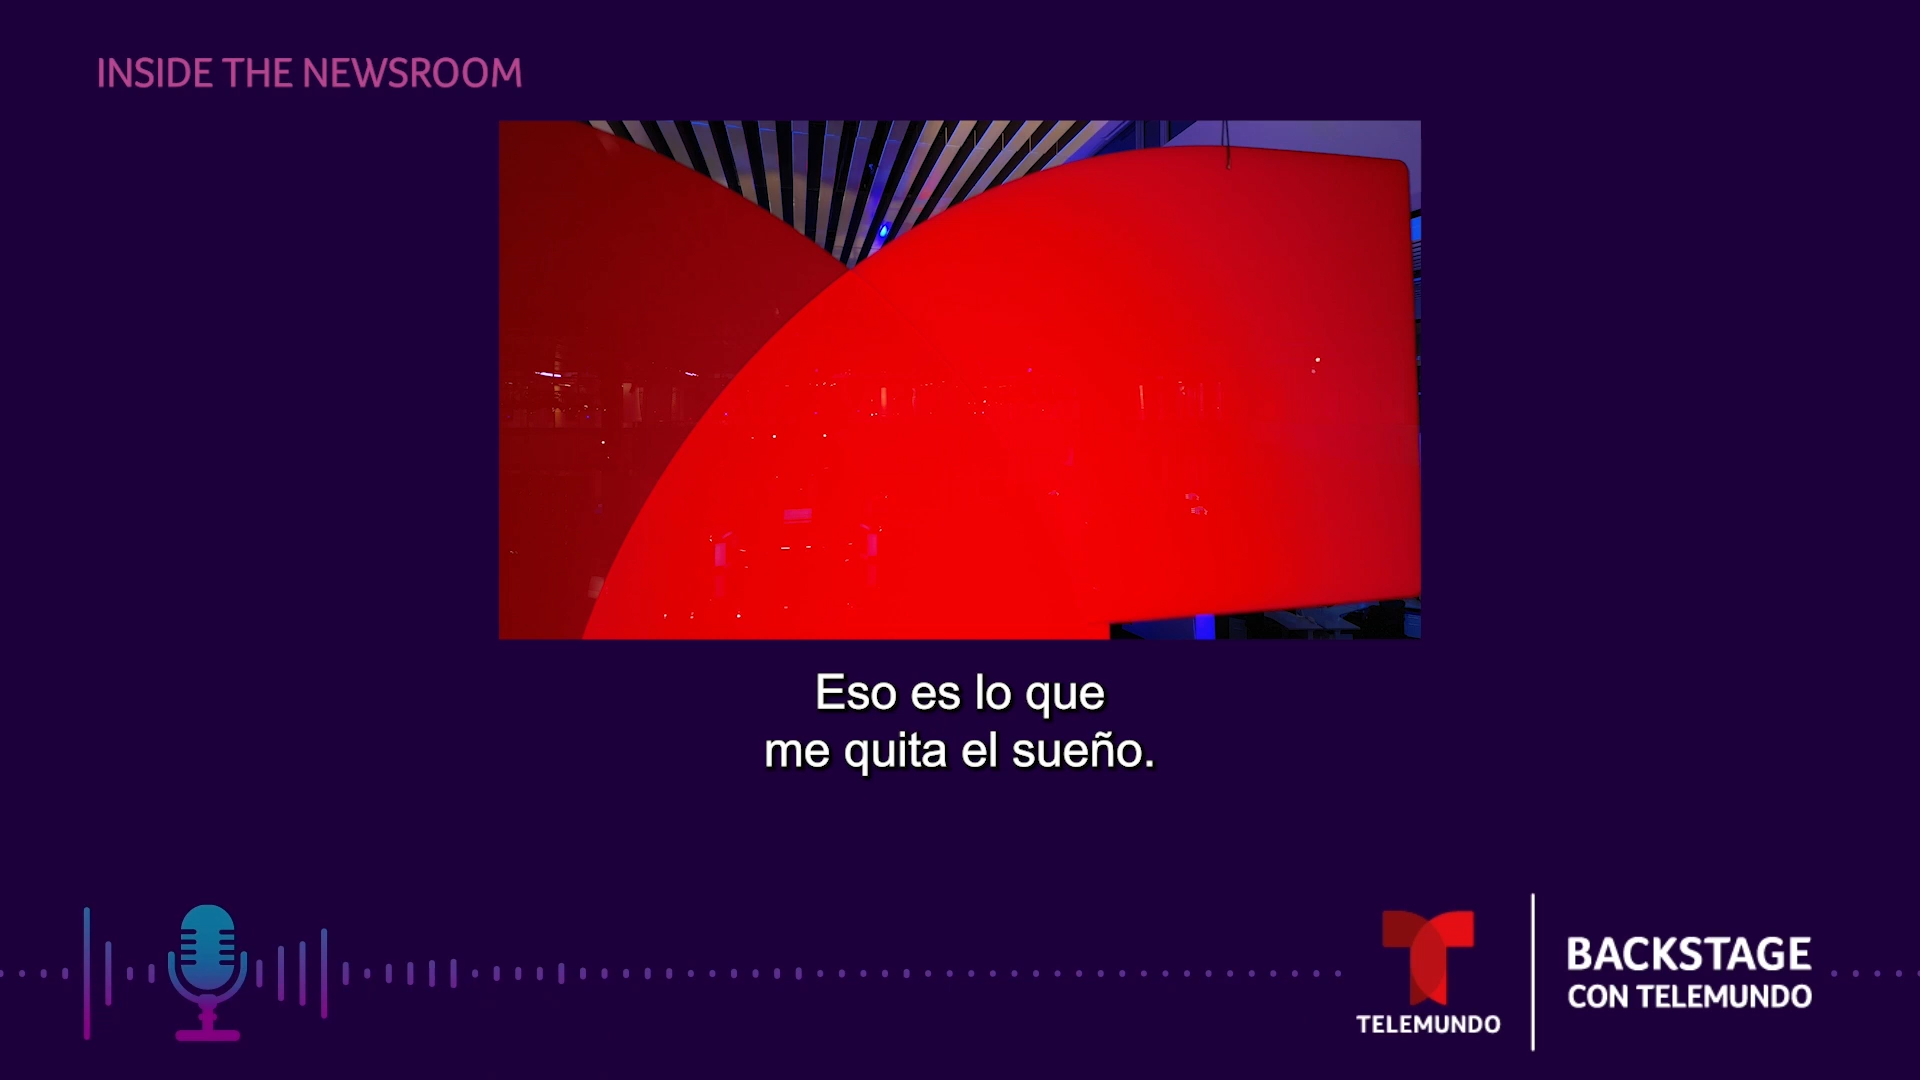 INSIDE THE NEWSROOM
Eso es lo que
me quita el sueño.
TELEMUNDO
BACKSTAGE
CON TELEMUNDO